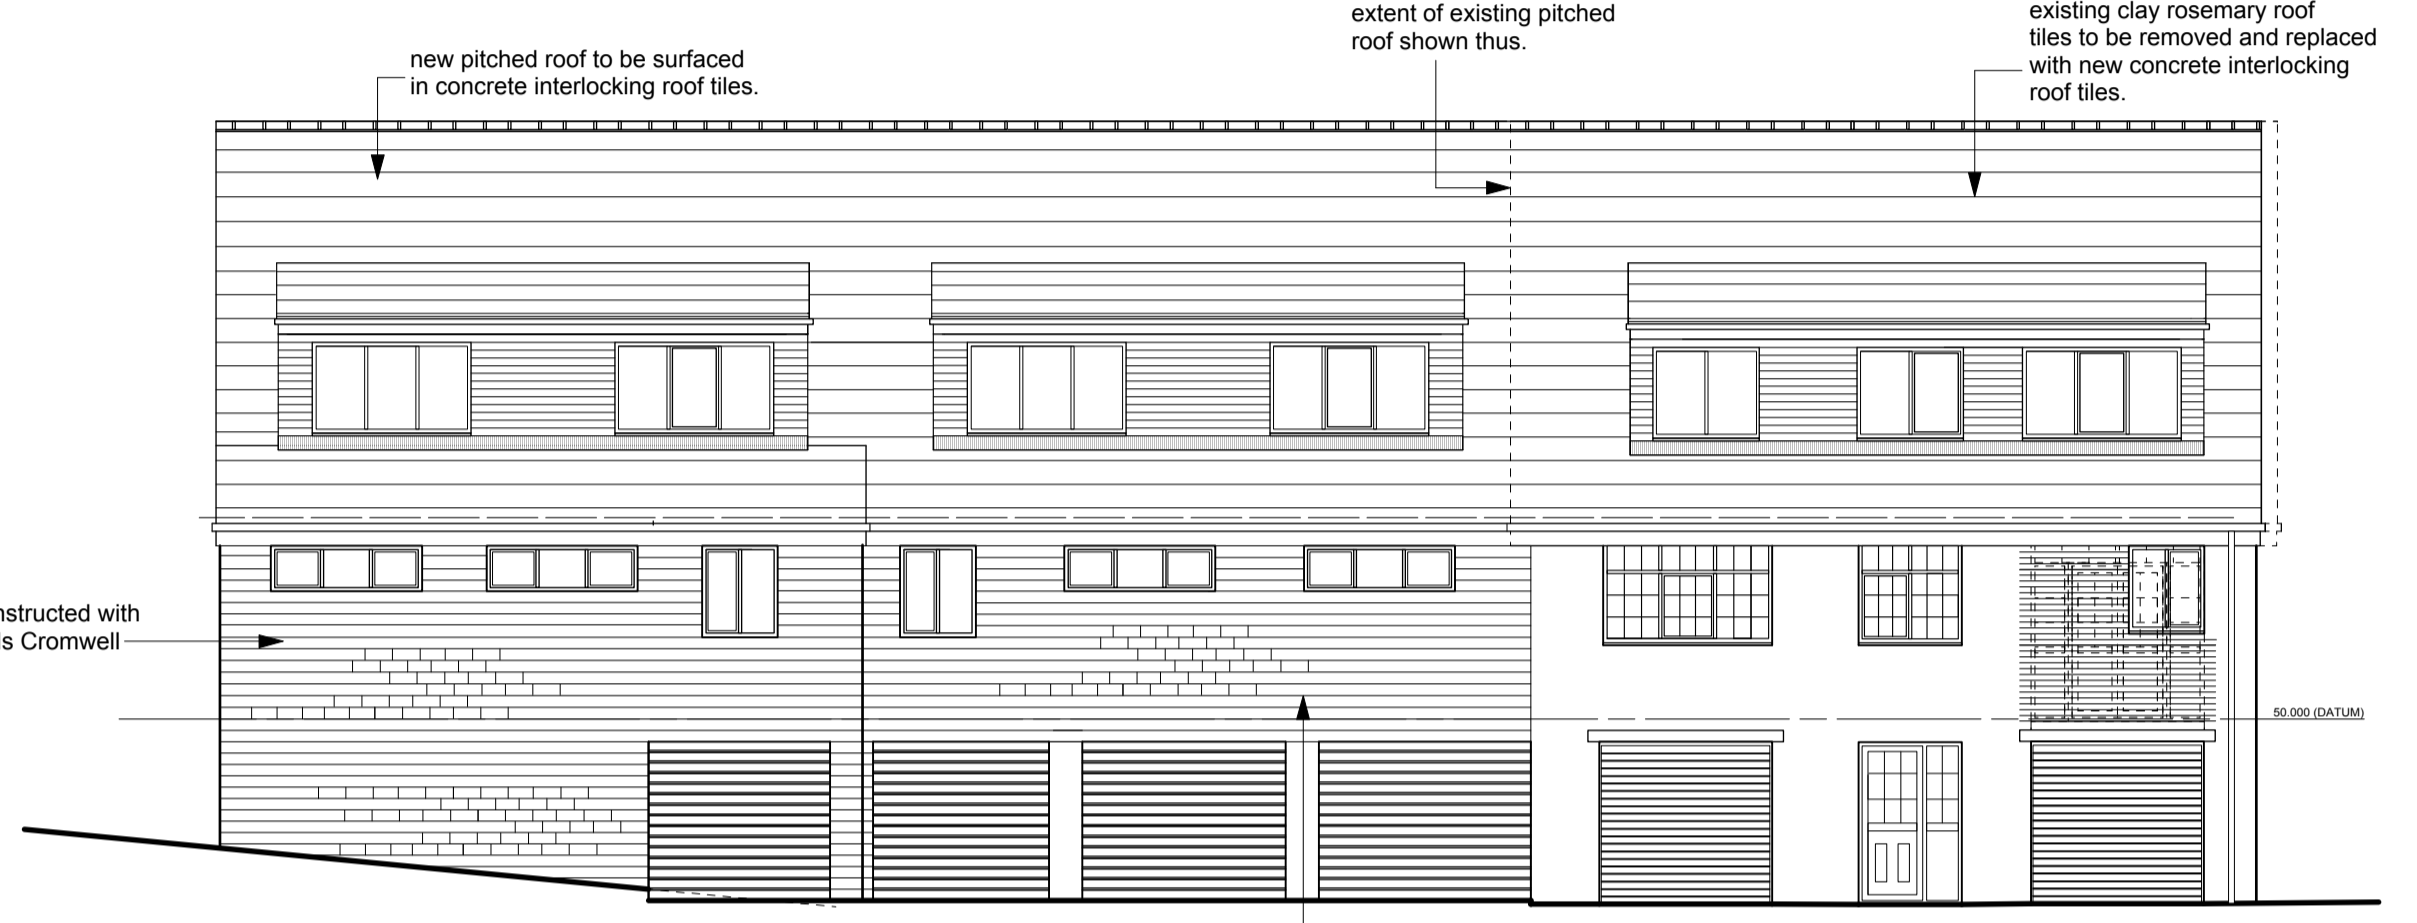 new pitched roof to be surfaced
in concrete interlocking roof tiles.
extent of existing pitched
roof shown thus.
existing clay rosemary roof
tiles to be removed and replaced
with new concrete interlocking
roof tiles.
nstructed with
ls Cromwell
50.000 (DATUM)